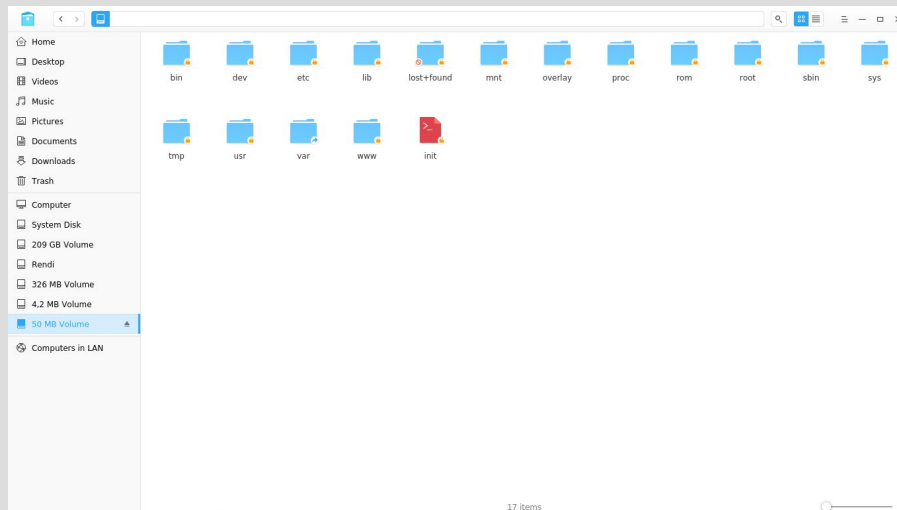 Home
Desktop
Videos
Music
Pictures
Documents
Downloads
Trash
Computer
System Disk
209 GB Volume
Rendi
326 MB Volume
4,2 MB Volume
50 MB Volume
Computers in LAN
bin dev etc lib lost+found mnt overlay proc rom root sbin sys
tmp usr var www init
17 items